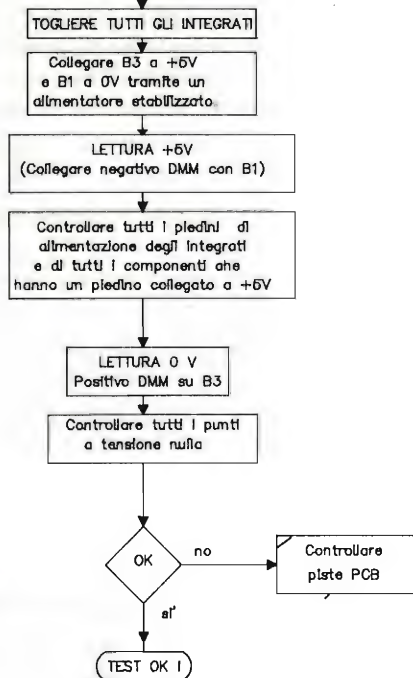 TOGLIERE TUTTI GLI INTEGRATI
Collegare B3 a +5V
e B1 a 0V tramite un
alimentatore stabilizzato
LETTURA +5V
(Collegare negativo DMM con B1)
Controllare tutti i piedini di
alimentazione degli integrati
e di tutti i componenti che
hanno un piedino collegato a +5V
LETTURA 0 V
Positivo DMM su B3
Controllare tutti i punti
a tensione nulla
OK
no
Controllare
piste PCB
si'
TEST OK !